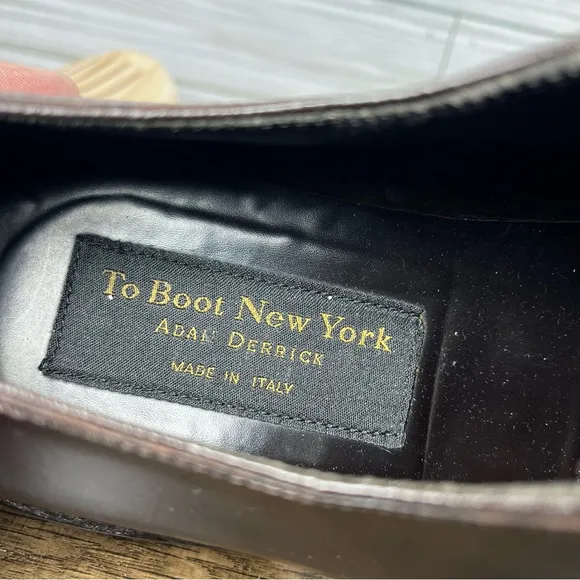 To Boot New York
Adam Derrick
Made in Italy